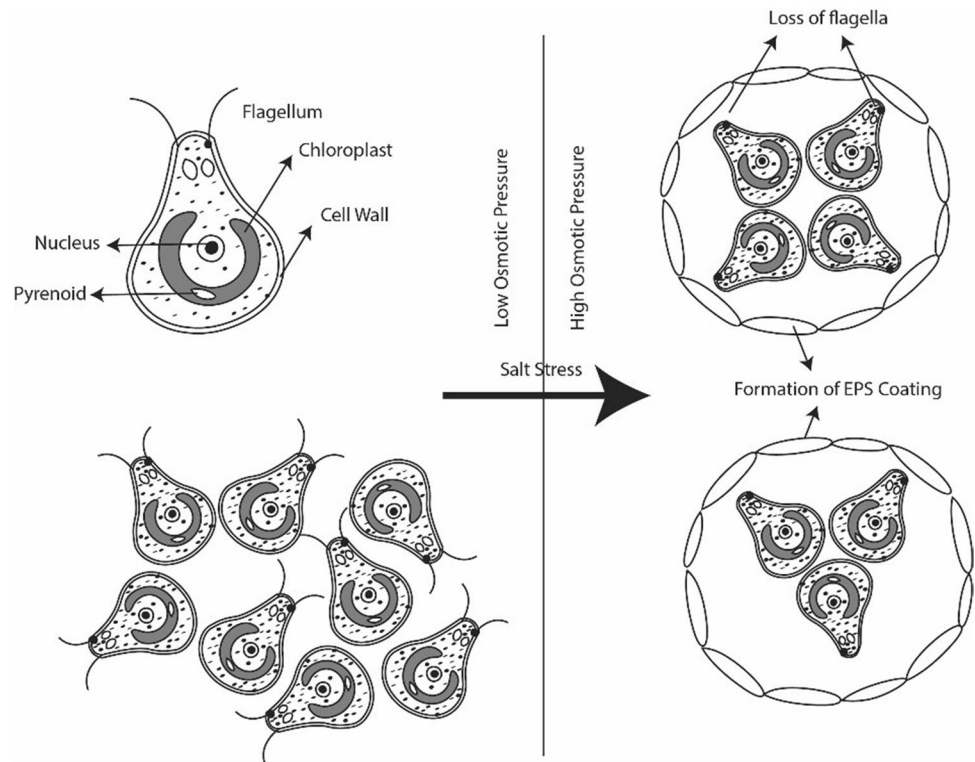 Flagellum
Chloroplast
Cell Wall
Nucleus
Pyrenoid
Low Osmotic Pressure
High Osmotic Pressure
Salt Stress
Loss of flagella
Formation of EPS Coating